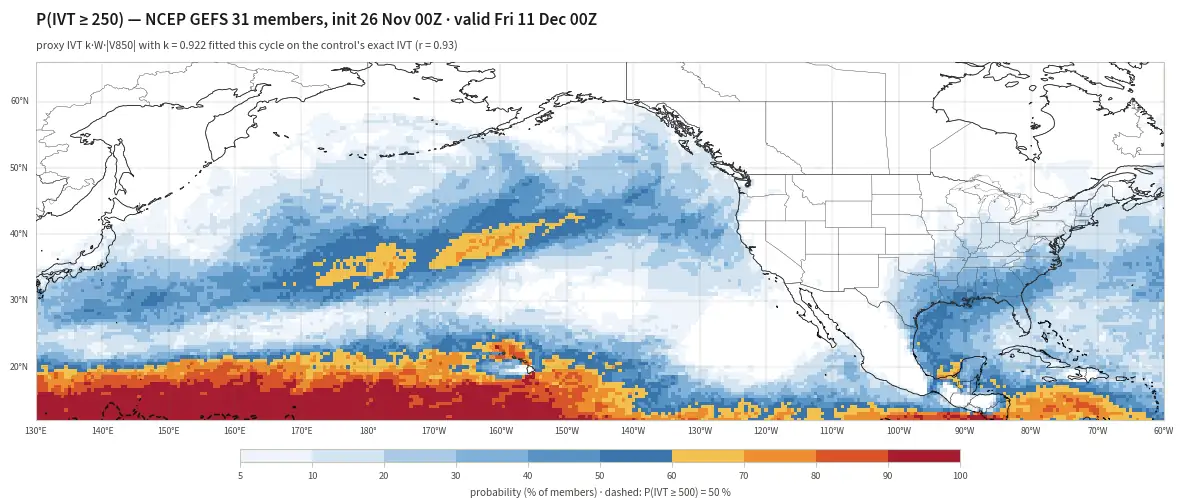 P(IVT ≥ 250) — NCEP GEFS 31 members, init 26 Nov 00Z · valid Fri 11 Dec 00Z
proxy IVT k·W·|V850| with k = 0.922 fitted this cycle on the control's exact IVT (r = 0.93)
60°N
50°N
40°N
30°N
20°N
130°E 140°E 150°E 160°E 170°E 180° 170°W 160°W 150°W 140°W 130°W 120°W 110°W 100°W 90°W 80°W 70°W 60°W
5 10 20 30 40 50 60 70 80 90 100
probability (% of members) · dashed: P(IVT ≥ 500) = 50 %